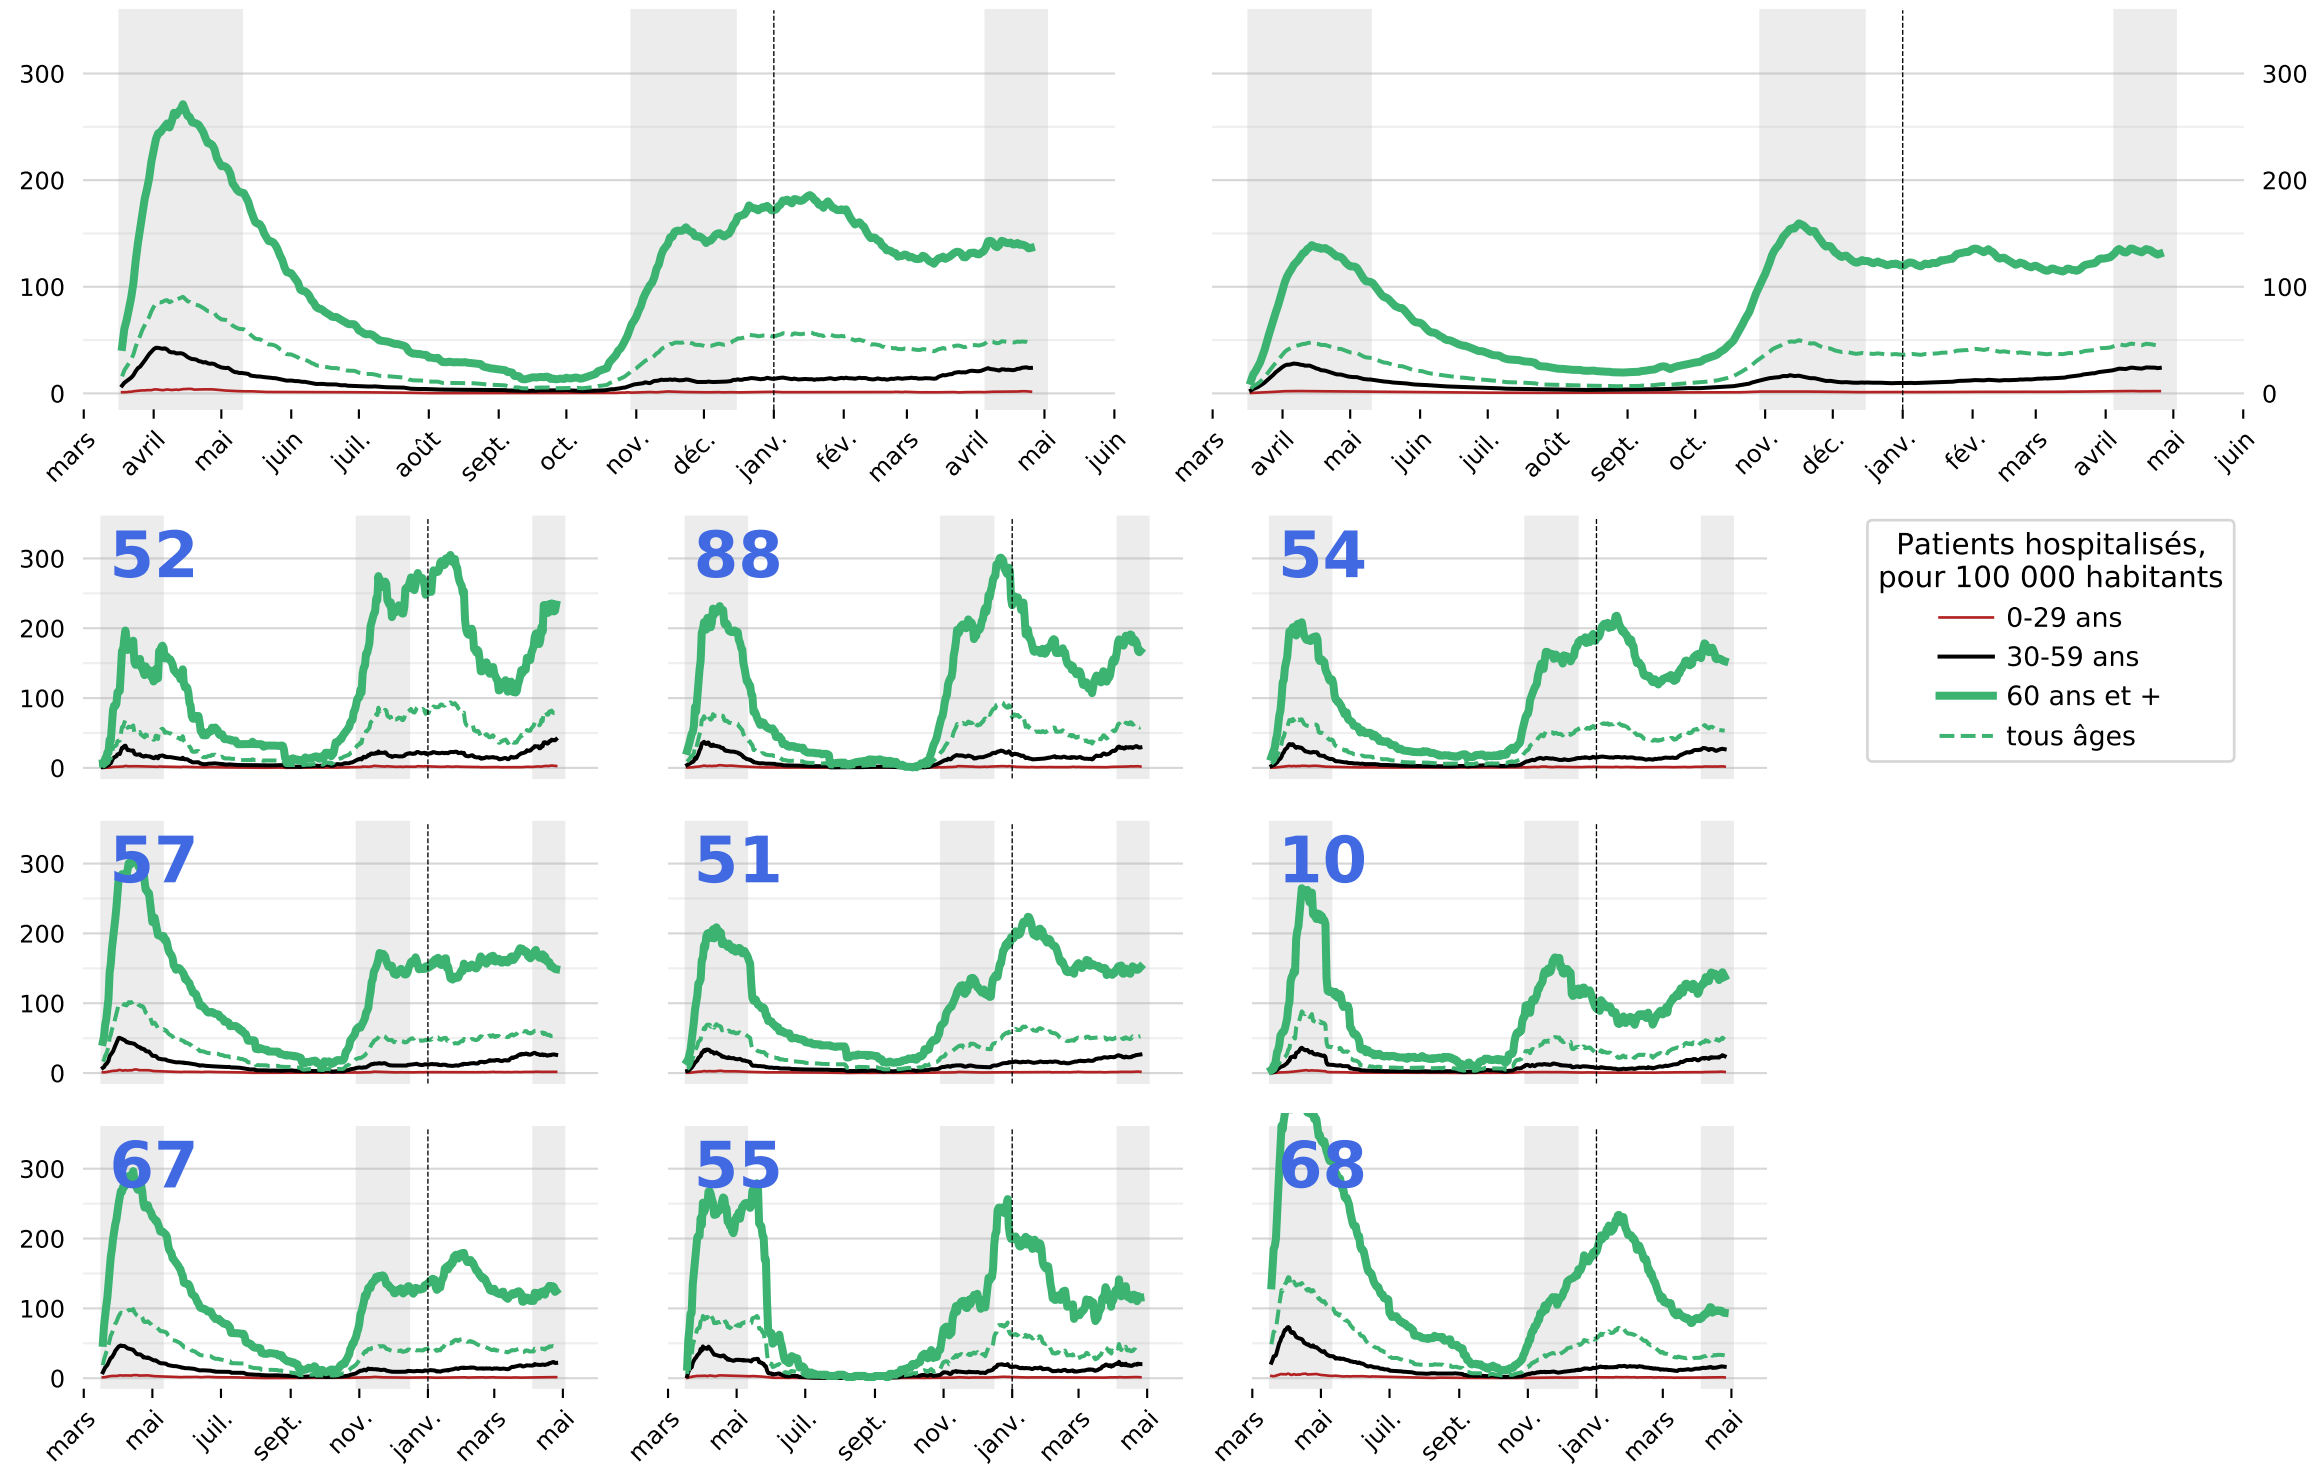 300
200
100
0
mars avril mai juin juil. août sept. oct. nov. déc. janv. fév. mars avril mai juin
300
200
100
0
mars avril mai juin juil. août sept. oct. nov. déc. janv. fév. mars avril mai juin
300
200
100
0
52
88
54
Patients hospitalisés,
pour 100 000 habitants
0-29 ans
30-59 ans
60 ans et +
tous âges
300
200
100
0
57
51
10
300
200
100
0
67
55
68
mars mai juil. sept. nov. janv. mars mai
mars mai juil. sept. nov. janv. mars mai
mars mai juil. sept. nov. janv. mars mai